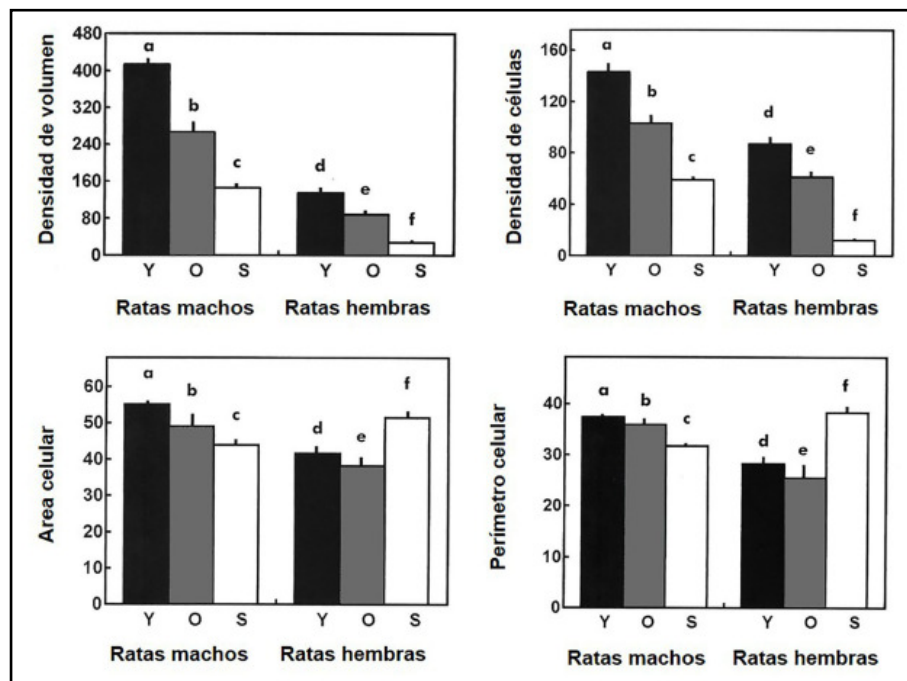 Densidad de volumen
480
400
320
240
160
80
0
a
b
c
d
e
f
Y O S Y O S
Ratas machos Ratas hembras
Densidad de células
160
120
80
40
0
a
b
c
d
e
f
Y O S Y O S
Ratas machos Ratas hembras
Area celular
60
50
40
30
20
10
0
a
b
c
d
e
f
Y O S Y O S
Ratas machos Ratas hembras
Perímetro celular
40
30
20
10
0
a
b
c
d
e
f
Y O S Y O S
Ratas machos Ratas hembras